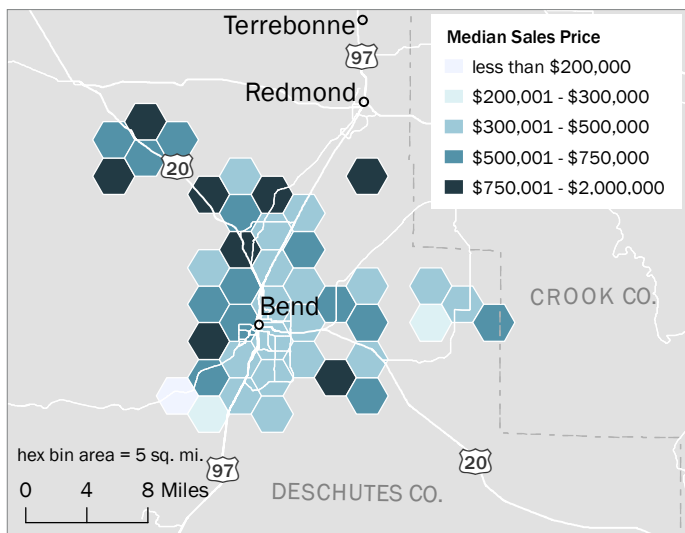 Terrebonne
97
Redmond
Median Sales Price
less than $200,000
$200,001 - $300,000
$300,001 - $500,000
$500,001 - $750,000
$750,001 - $2,000,000
20
CROOK CO.
Bend
hex bin area = 5 sq. mi.
97
20
0 4 8 Miles
DESCHUTES CO.